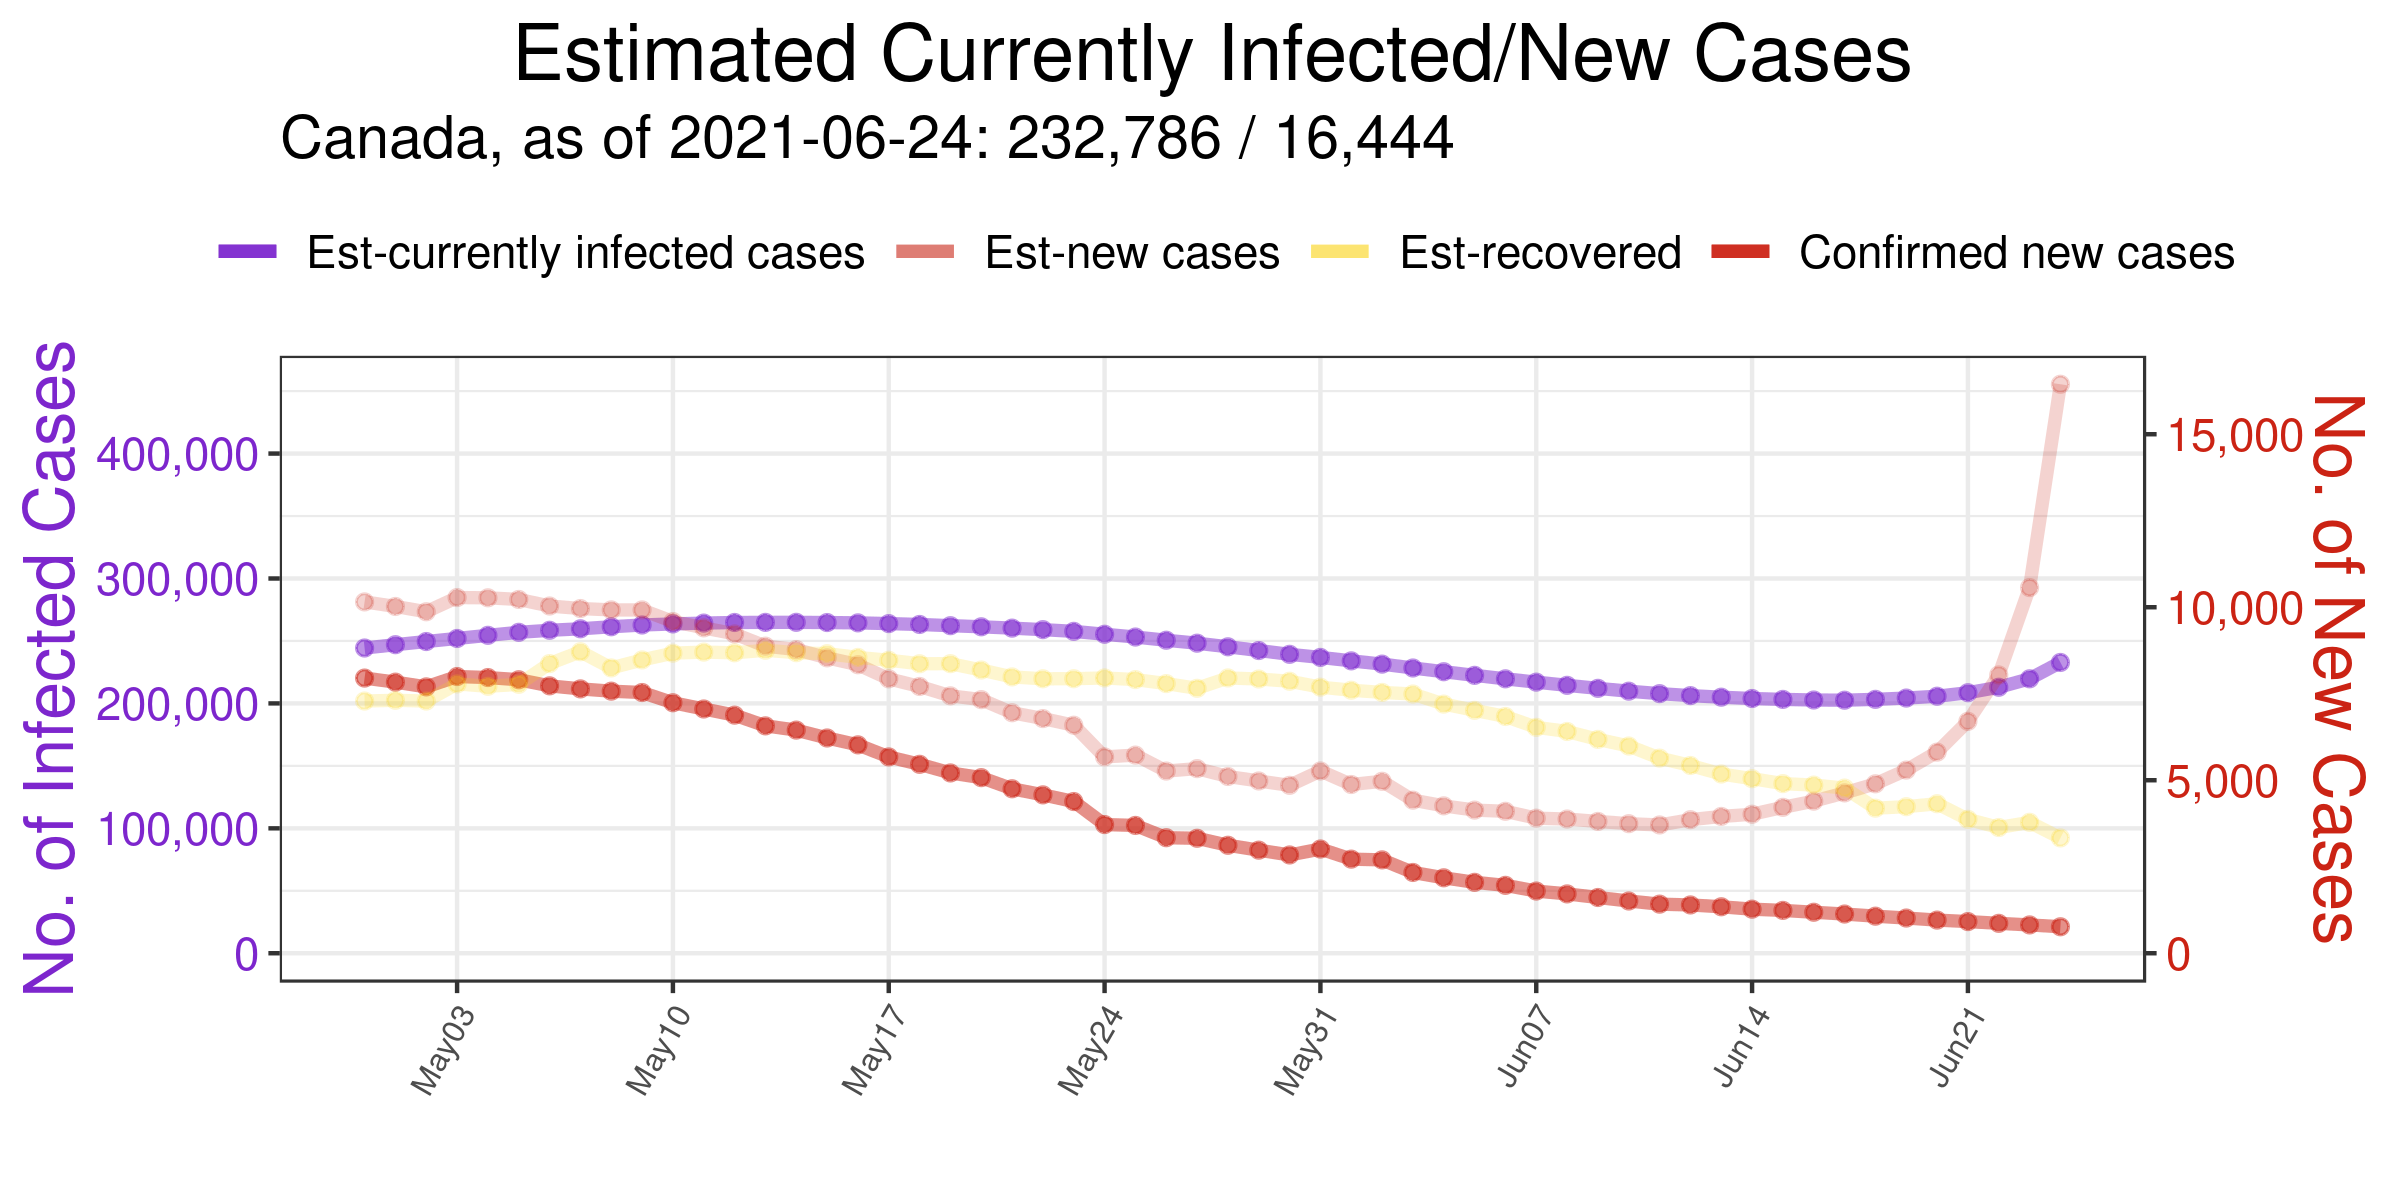 Estimated Currently Infected/New Cases
Canada, as of 2021-06-24: 232,786 / 16,444
Est-currently infected cases Est-new cases Est-recovered Confirmed new cases
No. of Infected Cases
400,000
300,000
200,000
100,000
0
15,000
10,000
5,000
0
No. of New Cases
May03 May10 May17 May24 May31 Jun07 Jun14 Jun21